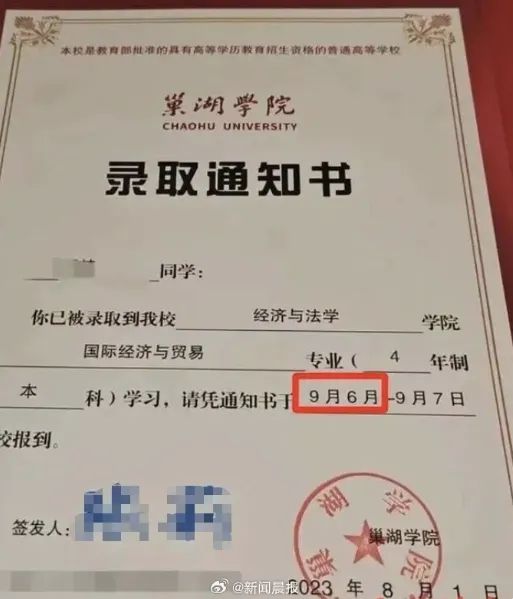 本校是教育部批准的具有高等学历教育招生资格的普通高等学校
巢湖学院
CHAOHU UNIVERSITY
录取通知书
同学：
你已被录取到我校 经济与法学 学院
国际经济与贸易 专业（ 4 年制
本 科）学习，请凭通知书于 9月6月-9月7日
校报到。
签发人：
巢湖学院
2023 年 8 月 1 日
@新闻晨报